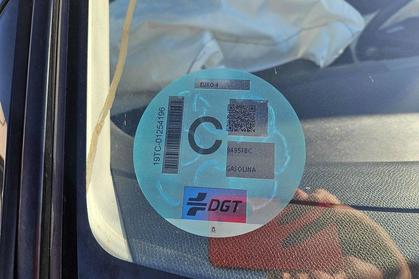 EURO 4
19TC-01254196
C
GASOLINA
DGT